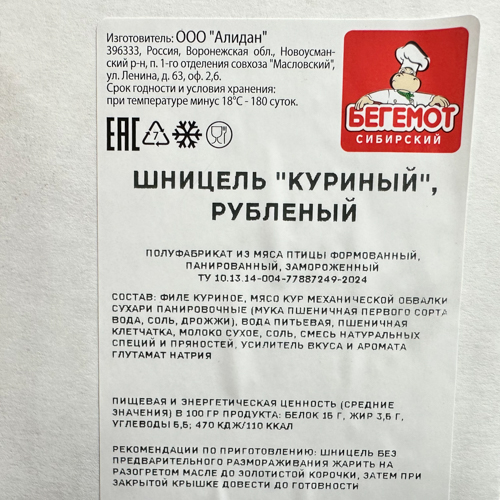 Изготовитель: ООО "Алидан"
396333, Россия, Воронежская обл., Новоусман-
ский р-н, п. 1-го отделения совхоза "Масловский",
ул. Ленина, д. 63, оф. 2,6.
Срок годности и условия хранения:
при температуре минус 18°С - 180 суток.
БЕГЕМОТ
СИБИРСКИЙ
EAC
7
ШНИЦЕЛЬ "КУРИНЫЙ",
РУБЛЕНЫЙ
ПОЛУФАБРИКАТ ИЗ МЯСА ПТИЦЫ ФОРМОВАННЫЙ,
ПАНИРОВАННЫЙ, ЗАМОРОЖЕННЫЙ
ТУ 10.13.14-004-77887249-2024
СОСТАВ: ФИЛЕ КУРИНОЕ, МЯСО КУР МЕХАНИЧЕСКОЙ ОБВАЛКИ
СУХАРИ ПАНИРОВОЧНЫЕ (МУКА ПШЕНИЧНАЯ ПЕРВОГО СОРТА
ВОДА, СОЛЬ, ДРОЖЖИ), ВОДА ПИТЬЕВАЯ, ПШЕНИЧНАЯ
КЛЕТЧАТКА, МОЛОКО СУХОЕ, СОЛЬ, СМЕСЬ НАТУРАЛЬНЫХ
СПЕЦИЙ И ПРЯНОСТЕЙ, УСИЛИТЕЛЬ ВКУСА И АРОМАТА
ГЛУТАМАТ НАТРИЯ
ПИЩЕВАЯ И ЭНЕРГЕТИЧЕСКАЯ ЦЕННОСТЬ (СРЕДНИЕ
ЗНАЧЕНИЯ) В 100 ГР ПРОДУКТА: БЕЛОК 15 Г, ЖИР 3,6 Г,
УГЛЕВОДЫ 5,5; 470 КДЖ/110 ККАЛ
РЕКОМЕНДАЦИИ ПО ПРИГОТОВЛЕНИЮ: ШНИЦЕЛЬ БЕЗ
ПРЕДВАРИТЕЛЬНОГО РАЗМОРАЖИВАНИЯ ЖАРИТЬ НА
РАЗОГРЕТОМ МАСЛЕ ДО ЗОЛОТИСТОЙ КОРОЧКИ, ЗАТЕМ ПРИ
ЗАКРЫТОЙ КРЫШКЕ ДОВЕСТИ ДО ГОТОВНОСТИ